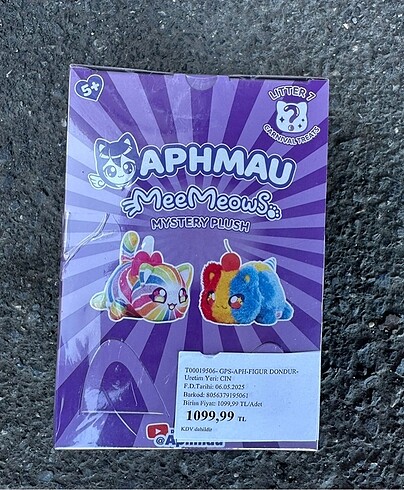 5+
LITTER 7
?
CARNIVAL TREATS
APHMAU
MeeMeows
MYSTERY PLUSH
T00019506- GPS-APH-FIGUR DONDUR-
Uretim Yeri: CIN
F.D.Tarihi: 06.05.2025
Barkod: 8056379195061
Birim Fiyat: 1099,99 TL/Adet
1099,99 TL
KDV dahildir
@Aphmau